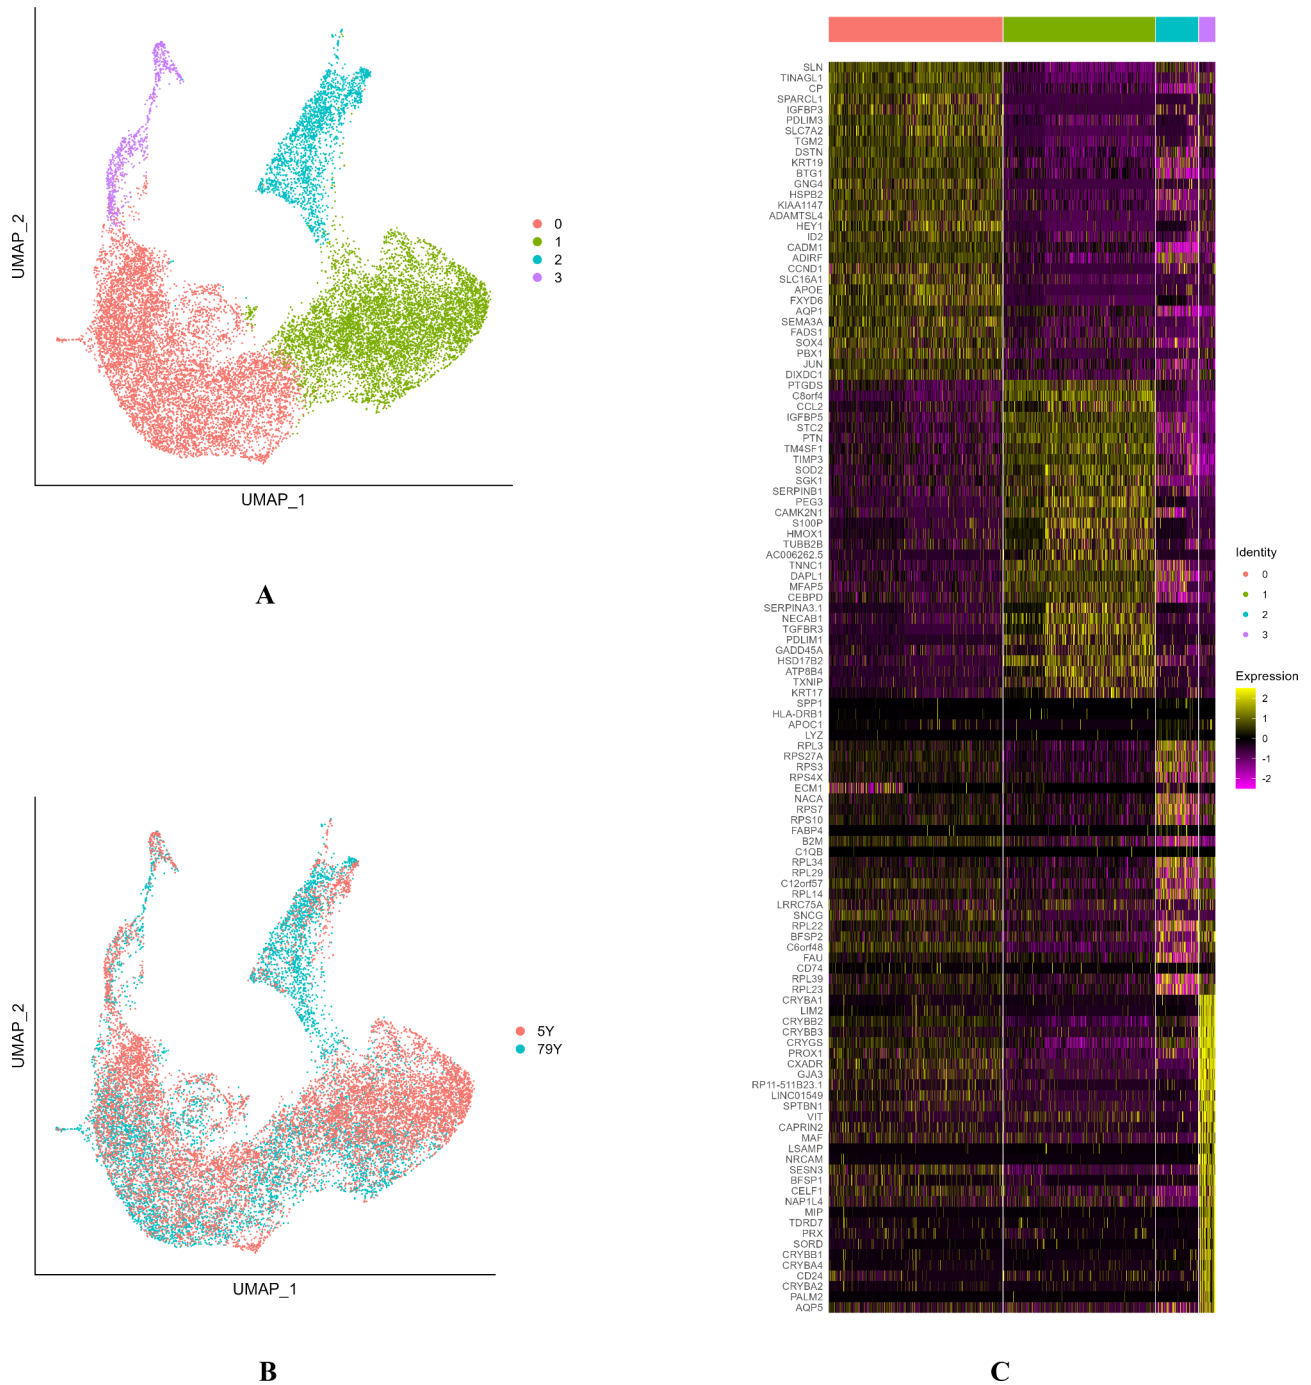 UMAP_2
0
1
2
3
UMAP_1
A
UMAP_2
5Y
79Y
UMAP_1
B
SLN
TINAGL1
CP
SPARCL1
IGFBP3
PDLIM3
SLC7A2
TGM2
DSTN
KRT19
BTG1
GNG4
HSPB2
KIAA1147
ADAMTSL4
HEY1
ID2
CADM1
ADIRF
CCND1
SLC16A1
APOE
FXYD6
AQP1
SEMA3A
FADS1
SOX4
PBX1
JUN
DIXDC1
PTGDS
C8orf4
CCL2
IGFBP5
STC2
PTN
TM4SF1
TIMP3
SOD2
SGK1
SERPINB1
PEG3
CAMK2N1
S100P
HMOX1
TUBB2B
AC006262.5
TNNC1
DAPL1
MFAP5
CEBPD
SERPINA3.1
NECAB1
TGFBR3
PDLIM1
GADD45A
HSD17B2
ATP8B4
TXNIP
KRT17
SPP1
HLA-DRB1
APOC1
LYZ
RPL3
RPS27A
RPS3
RPS4X
ECM1
NACA
RPS7
RPS10
FABP4
B2M
C1QB
RPL34
RPL29
C12orf57
RPL14
LRRC75A
SNCG
RPL22
BFSP2
C6orf48
FAU
CD74
RPL39
RPL23
CRYBA1
LIM2
CRYBB2
CRYBB3
CRYGS
PROX1
CXADR
GJA3
RP11-511B23.1
LINC01549
SPTBN1
VIT
CAPRIN2
MAF
LSAMP
NRCAM
SESN3
BFSP1
CELF1
NAP1L4
MIP
TDRD7
PRX
SORD
CRYBB1
CRYBA4
CD24
CRYBA2
PALM2
AQP5
Identity
0
1
2
3
Expression
2
1
0
-1
-2
C